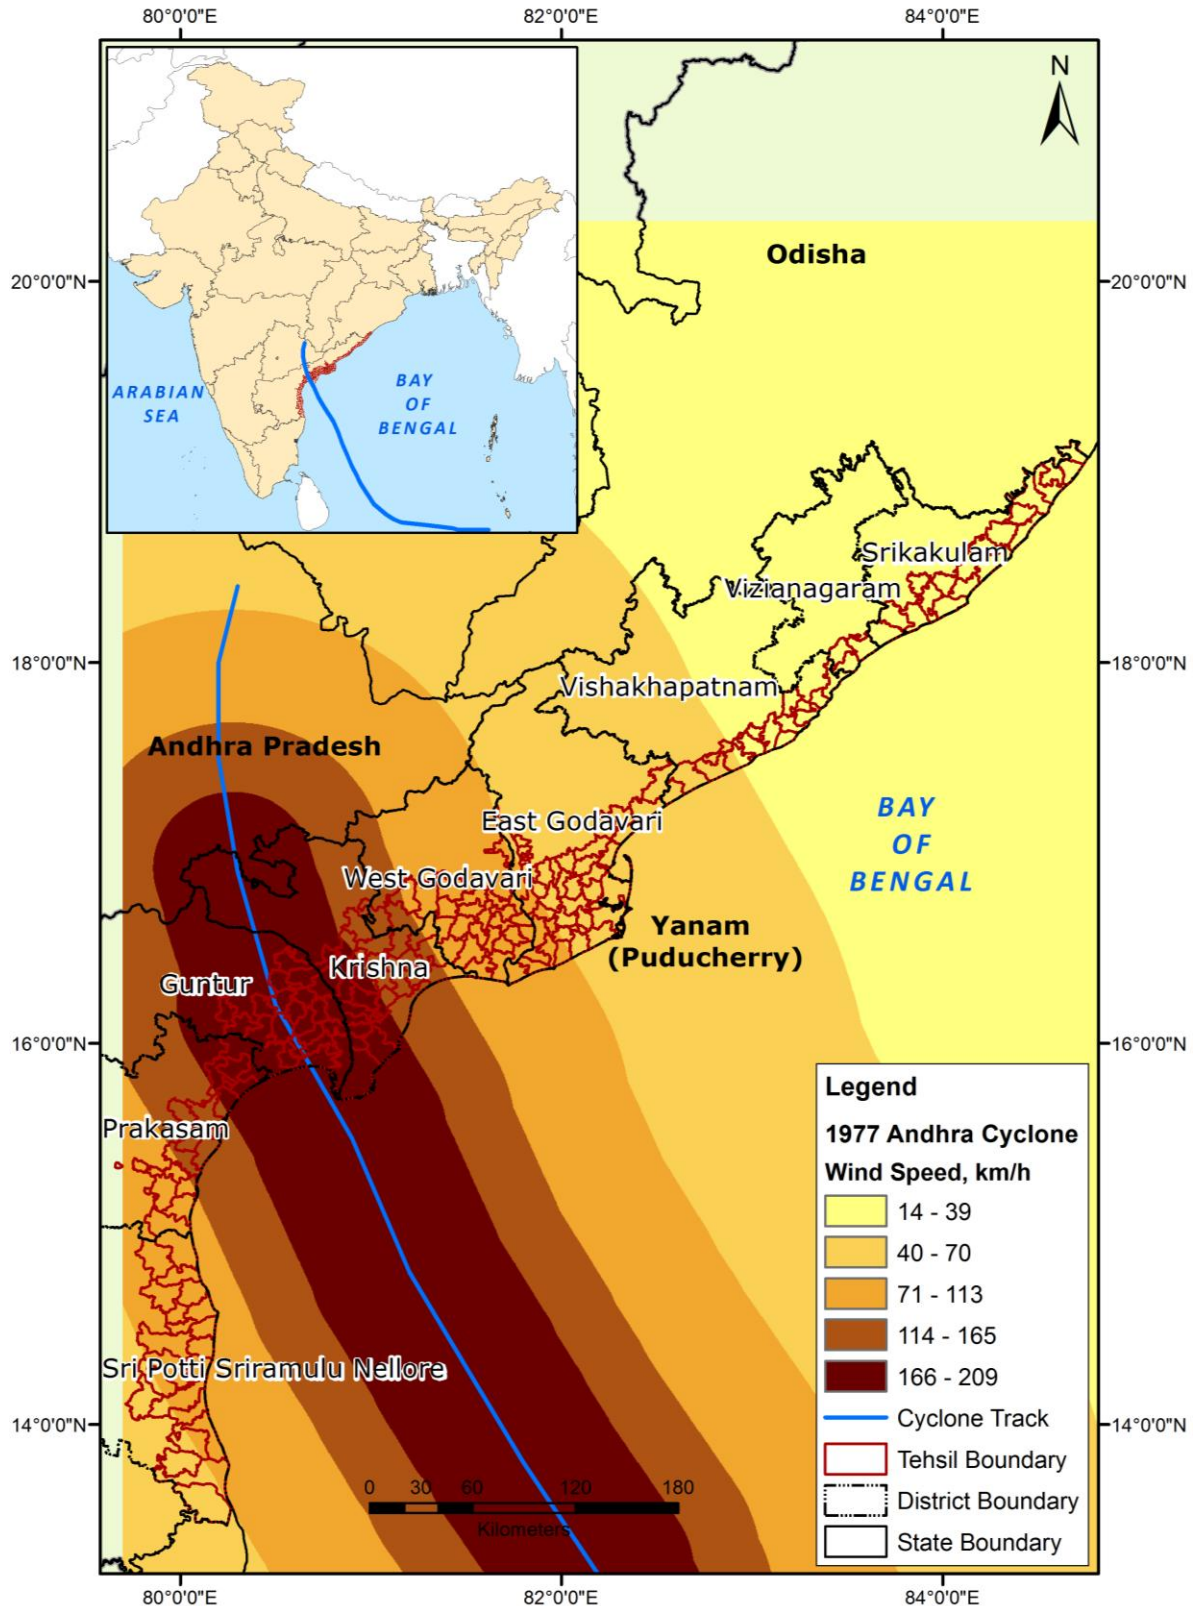 80°0'0"E 82°0'0"E 84°0'0"E
N
Odisha
20°0'0"N 20°0'0"N
ARABIAN
SEA
BAY
OF
BENGAL
Srikakulam
Vizianagaram
18°0'0"N 18°0'0"N
Vishakhapatnam
Andhra Pradesh
East Godavari
BAY
OF
BENGAL
West Godavari
Yanam
(Puducherry)
Krishna
Guntur
16°0'0"N 16°0'0"N
Prakasam
Sri Potti Sriramulu Nellore
14°0'0"N 14°0'0"N
Legend
1977 Andhra Cyclone
Wind Speed, km/h
14 - 39
40 - 70
71 - 113
114 - 165
166 - 209
Cyclone Track
Tehsil Boundary
District Boundary
State Boundary
0 30 60 120 180
Kilometers
80°0'0"E 82°0'0"E 84°0'0"E